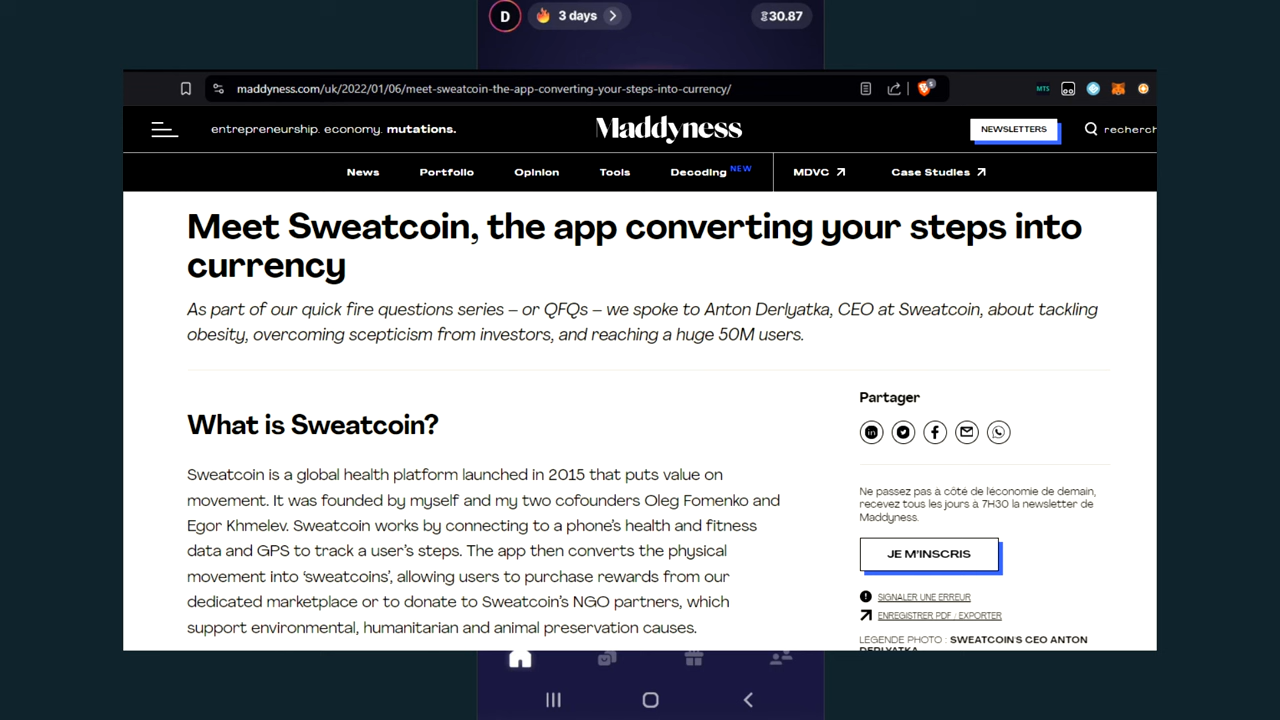 D
3 days
30.87
maddyness.com/uk/2022/01/06/meet-sweatcoin-the-app-converting-your-steps-into-currency/
5
MTS
entrepreneurship. economy. mutations.
Maddyness
NEWSLETTERS
recherch
News
Portfolio
Opinion
Tools
Decoding NEW
MDVC
Case Studies
Meet Sweatcoin, the app converting your steps into
currency
As part of our quick fire questions series – or QFQs – we spoke to Anton Derlyatka, CEO at Sweatcoin, about tackling
obesity, overcoming scepticism from investors, and reaching a huge 50M users.
What is Sweatcoin?
Sweatcoin is a global health platform launched in 2015 that puts value on
movement. It was founded by myself and my two cofounders Oleg Fomenko and
Egor Khmelev. Sweatcoin works by connecting to a phone’s health and fitness
data and GPS to track a user’s steps. The app then converts the physical
movement into ‘sweatcoins’, allowing users to purchase rewards from our
dedicated marketplace or to donate to Sweatcoin’s NGO partners, which
support environmental, humanitarian and animal preservation causes.
Partager
Ne passez pas à côté de l'économie de demain,
recevez tous les jours à 7H30 la newsletter de
Maddyness.
JE M'INSCRIS
SIGNALER UNE ERREUR
ENREGISTRER PDF / EXPORTER
LEGENDE PHOTO : SWEATCOIN'S CEO ANTON
DERLYATKA